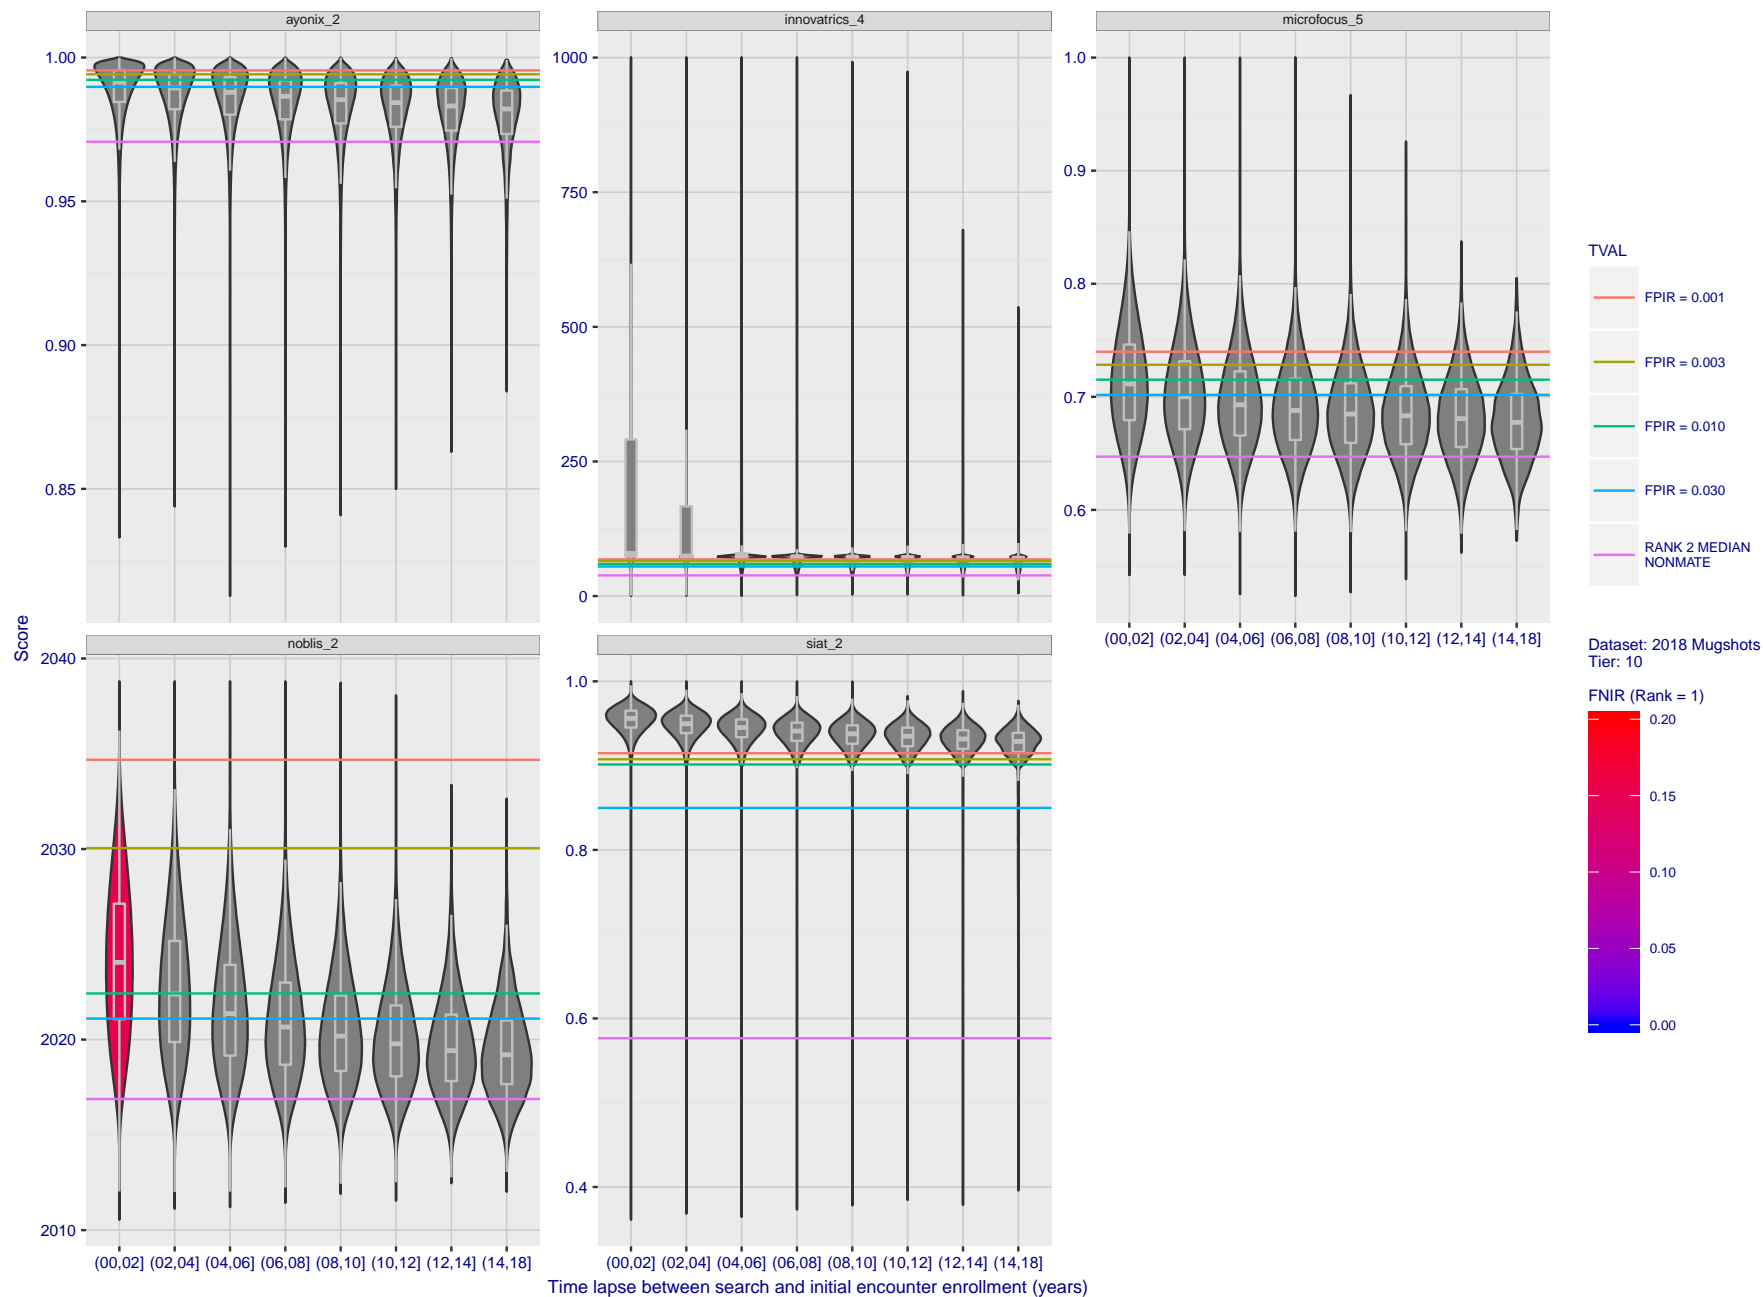 ayonix_2
innovatrics_4
microfocus_5
1.00
0.95
0.90
0.85
1000
750
500
250
0
1.0
0.9
0.8
0.7
0.6
(00,02] (02,04] (04,06] (06,08] (08,10] (10,12] (12,14] (14,18]
TVAL
FPIR = 0.001
FPIR = 0.003
FPIR = 0.010
FPIR = 0.030
RANK 2 MEDIAN
NONMATE
Dataset: 2018 Mugshots
Tier: 10
FNIR (Rank = 1)
0.20
0.15
0.10
0.05
0.00
Score
noblis_2
siat_2
2040
2030
2020
2010
1.0
0.8
0.6
0.4
(00,02] (02,04] (04,06] (06,08] (08,10] (10,12] (12,14] (14,18]
(00,02] (02,04] (04,06] (06,08] (08,10] (10,12] (12,14] (14,18]
Time lapse between search and initial encounter enrollment (years)